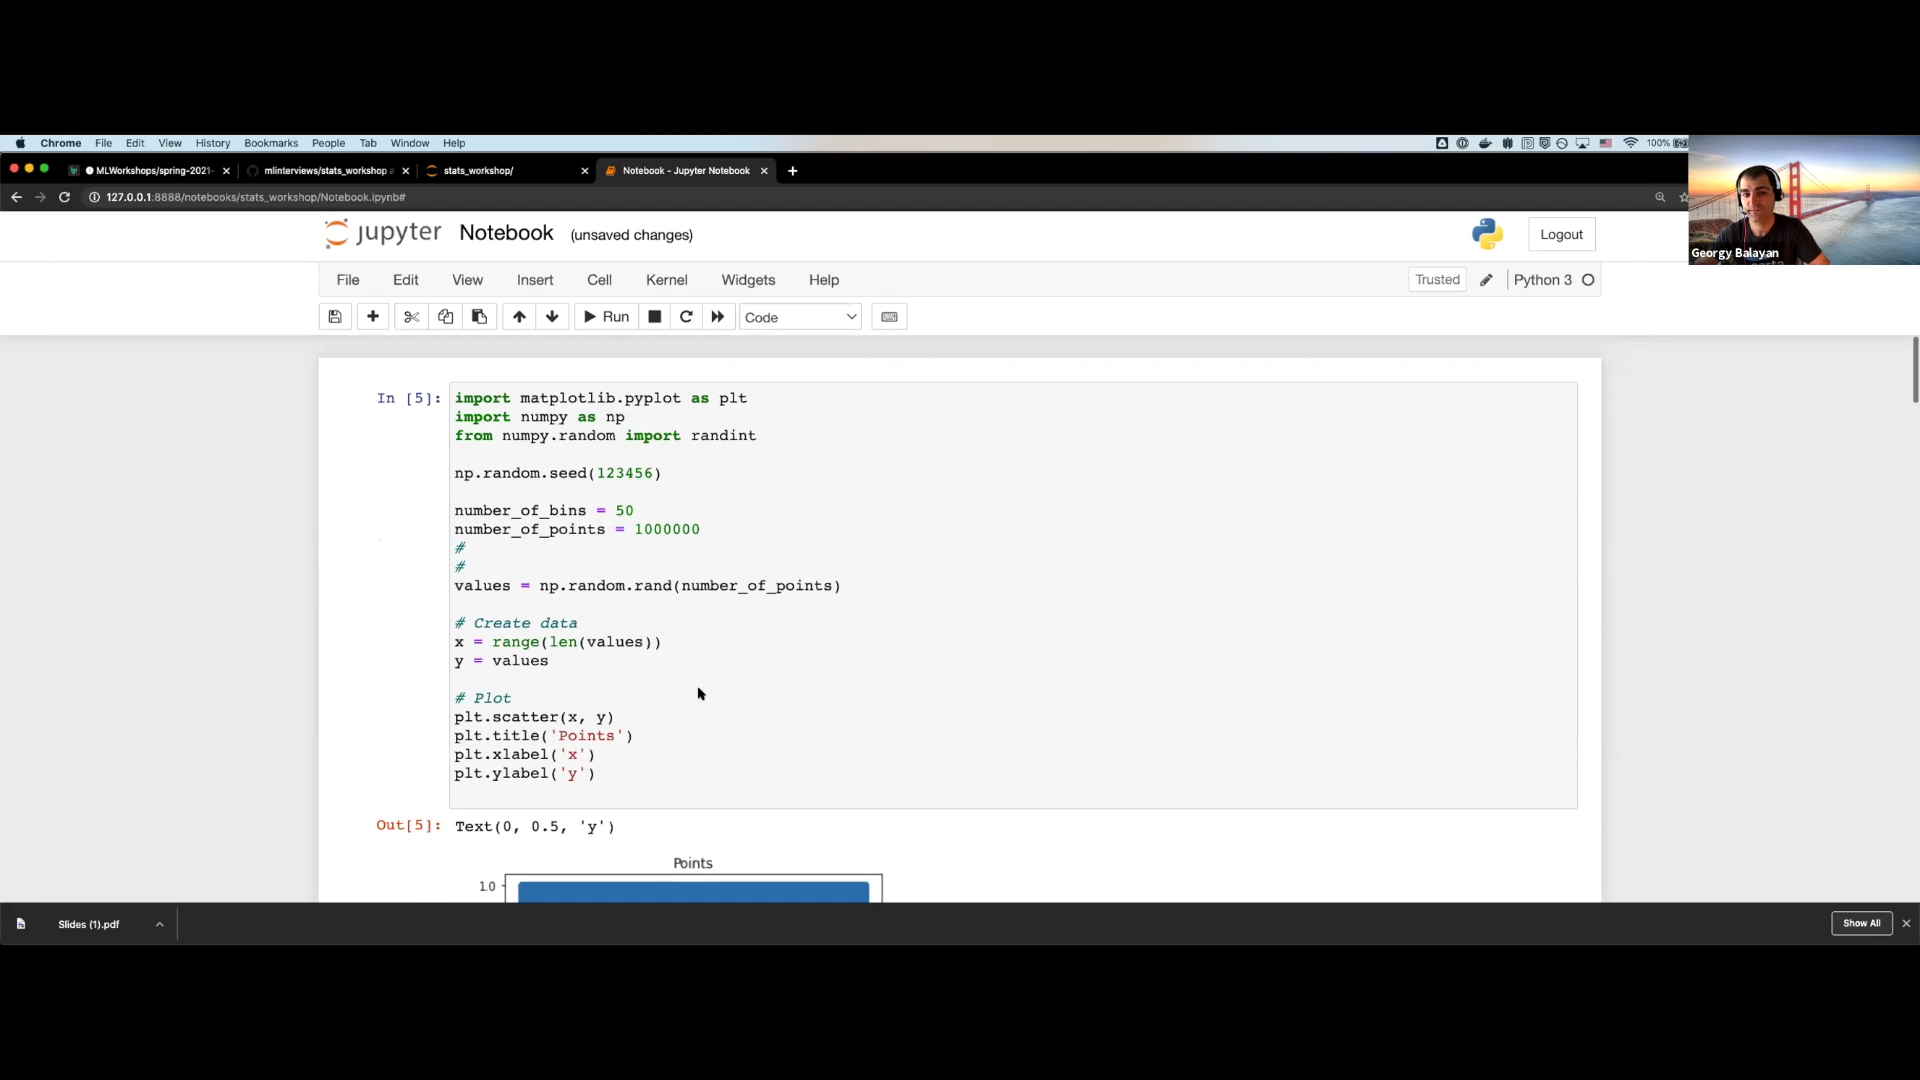 Chrome File Edit View History Bookmarks People Tab Window Help 100%
MLWorkshops/spring-2021- mlinterviews/stats_workshop stats_workshop/ Notebook - Jupyter Notebook
127.0.0.1:8888/notebooks/stats_workshop/Notebook.ipynb#
Georgy Balayan
jupyter Notebook (unsaved changes) Logout
File Edit View Insert Cell Kernel Widgets Help Trusted Python 3
Run Code
In [5]: import matplotlib.pyplot as plt
import numpy as np
from numpy.random import randint
np.random.seed(123456)
number_of_bins = 50
number_of_points = 1000000
#
#
values = np.random.rand(number_of_points)
# Create data
x = range(len(values))
y = values
# Plot
plt.scatter(x, y)
plt.title('Points')
plt.xlabel('x')
plt.ylabel('y')
Out[5]: Text(0, 0.5, 'y')
Points
1.0
Slides (1).pdf Show All